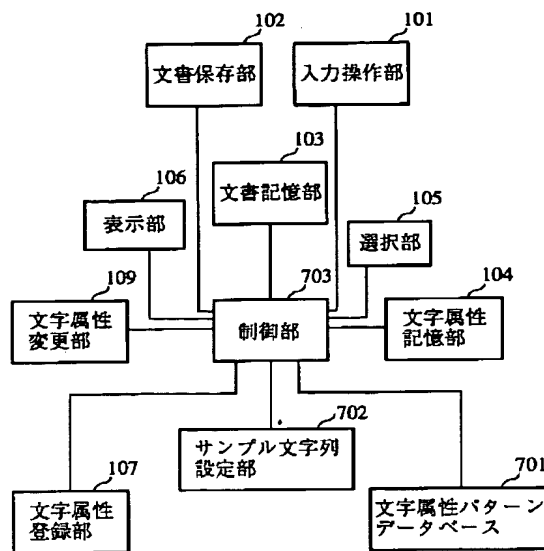 102
101
文書保存部
入力操作部
103
文書記憶部
106
表示部
105
選択部
703
制御部
109
文字属性
変更部
104
文字属性
記憶部
702
サンプル文字列
設定部
107
文字属性
登録部
701
文字属性パターン
データベース